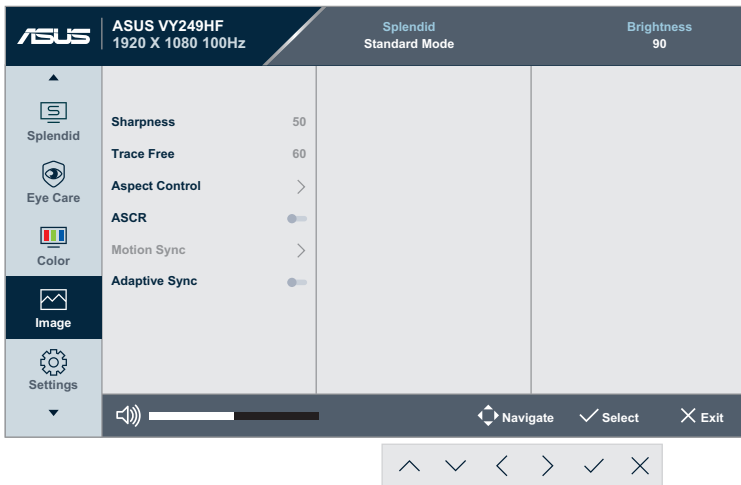 ASUS
ASUS VY249HF
1920 X 1080 100Hz
Splendid
Standard Mode
Brightness
90
Splendid
Eye Care
Color
Image
Settings
Sharpness 50
Trace Free 60
Aspect Control
ASCR
Motion Sync
Adaptive Sync
Navigate
Select
Exit